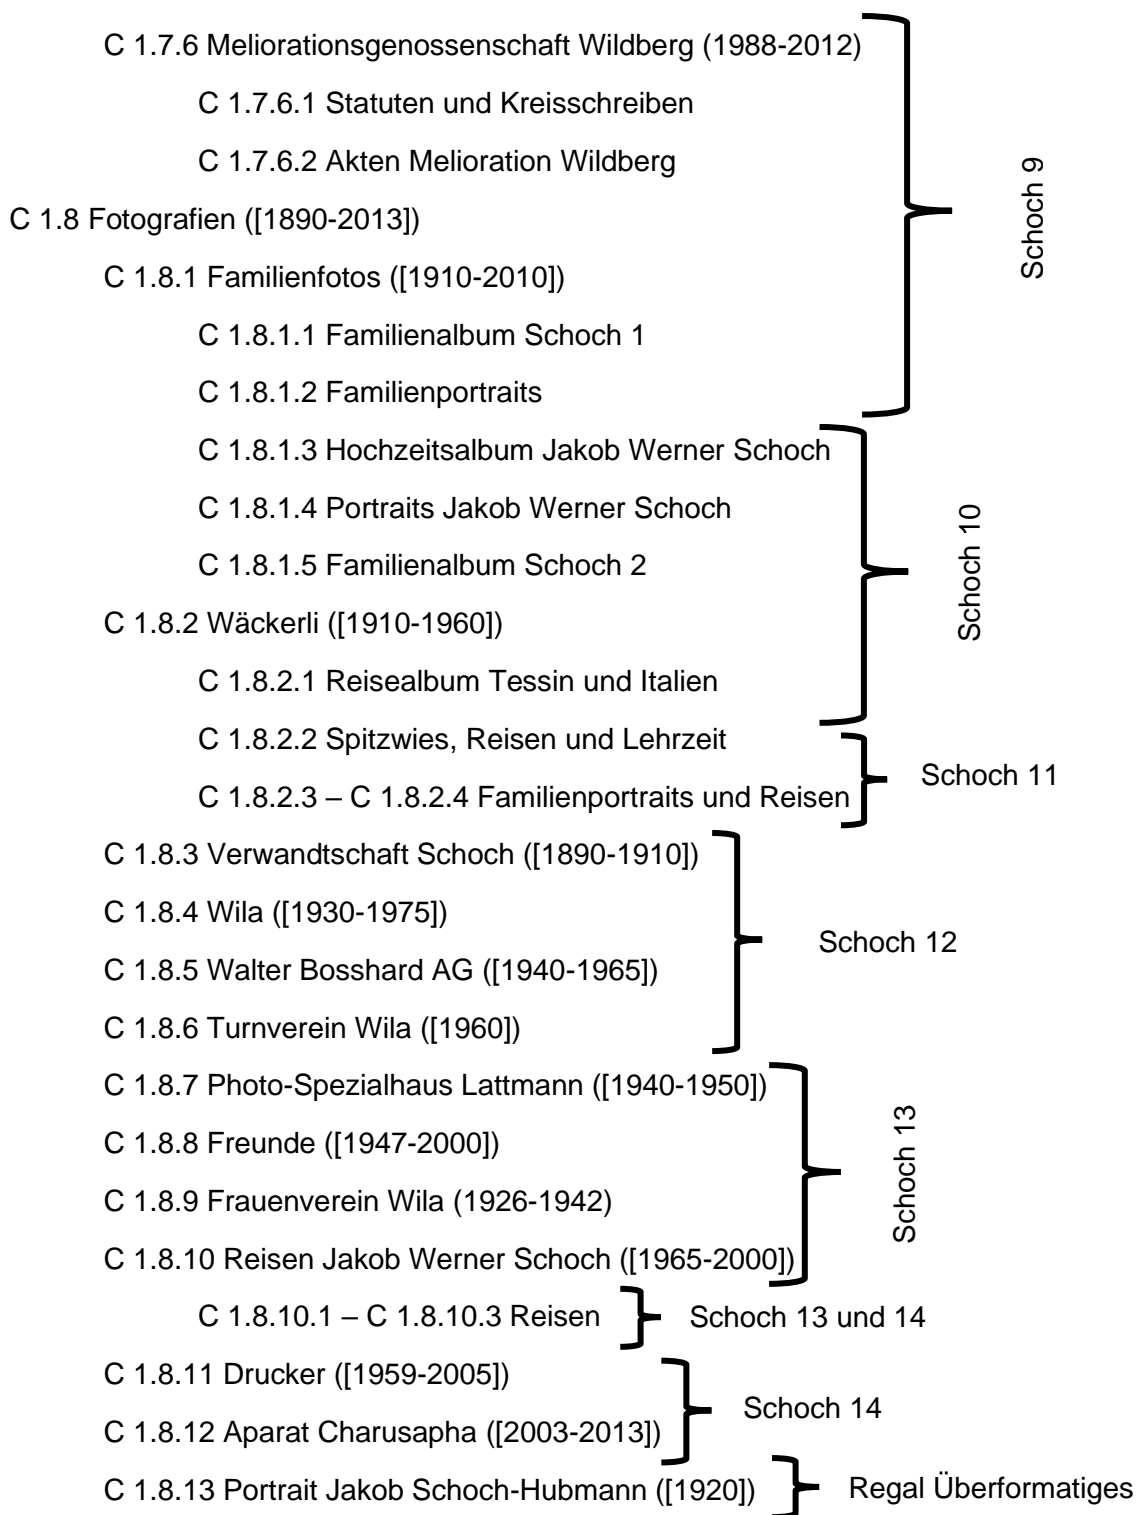 C 1.7.6 Meliorationsgenossenschaft Wildberg (1988-2012)
C 1.7.6.1 Statuten und Kreisschreiben
C 1.7.6.2 Akten Melioration Wildberg
Schoch 9
C 1.8 Fotografien ([1890-2013])
C 1.8.1 Familienfotos ([1910-2010])
C 1.8.1.1 Familienalbum Schoch 1
C 1.8.1.2 Familienportraits
C 1.8.1.3 Hochzeitsalbum Jakob Werner Schoch
C 1.8.1.4 Portraits Jakob Werner Schoch
Schoch 10
C 1.8.1.5 Familienalbum Schoch 2
C 1.8.2 Wäckerli ([1910-1960])
C 1.8.2.1 Reisealbum Tessin und Italien
C 1.8.2.2 Spitzwies, Reisen und Lehrzeit
Schoch 11
C 1.8.2.3 – C 1.8.2.4 Familienportraits und Reisen
C 1.8.3 Verwandtschaft Schoch ([1890-1910])
C 1.8.4 Wila ([1930-1975])
Schoch 12
C 1.8.5 Walter Bosshard AG ([1940-1965])
C 1.8.6 Turnverein Wila ([1960])
C 1.8.7 Photo-Spezialhaus Lattmann ([1940-1950])
C 1.8.8 Freunde ([1947-2000])
Schoch 13
C 1.8.9 Frauenverein Wila (1926-1942)
C 1.8.10 Reisen Jakob Werner Schoch ([1965-2000])
C 1.8.10.1 – C 1.8.10.3 Reisen
Schoch 13 und 14
C 1.8.11 Drucker ([1959-2005])
Schoch 14
C 1.8.12 Aparat Charusapha ([2003-2013])
C 1.8.13 Portrait Jakob Schoch-Hubmann ([1920])
Regal Überformatiges